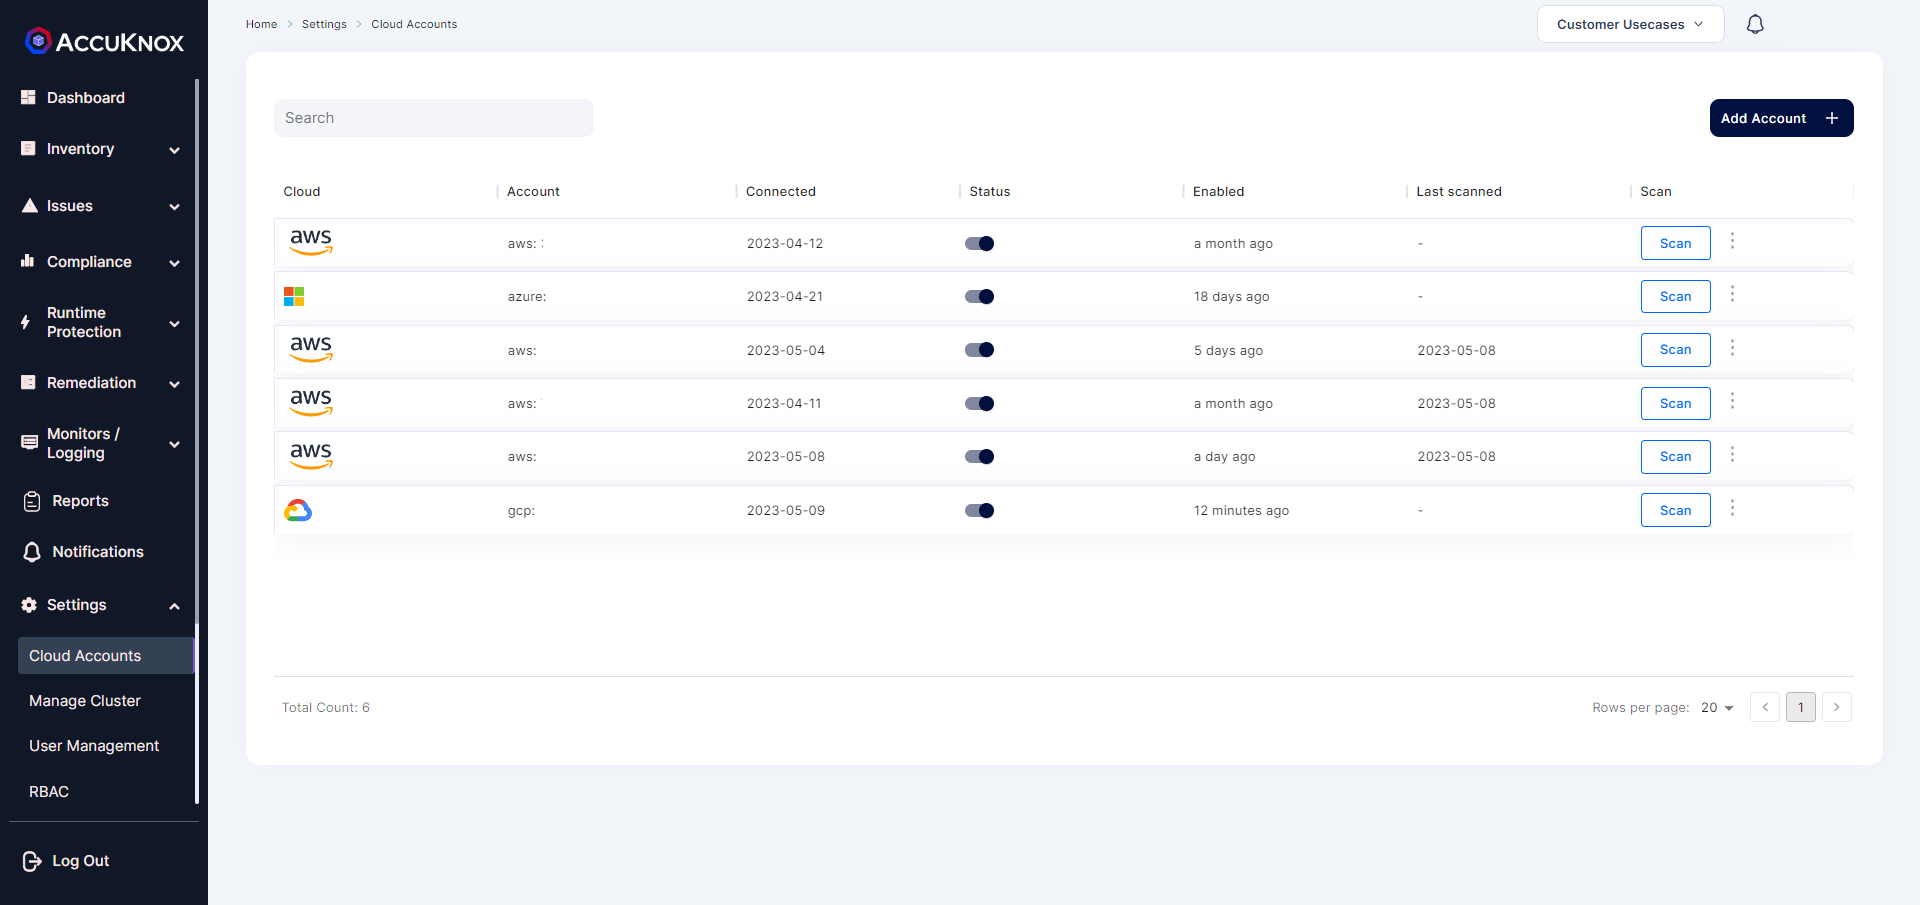 AccuKnox
Dashboard
Inventory
Issues
Compliance
Runtime
Protection
Remediation
Monitors /
Logging
Reports
Notifications
Settings
Cloud Accounts
Manage Cluster
User Management
RBAC
Log Out
Home > Settings > Cloud Accounts
Customer Usecases
Search
Add Account +
Cloud Account Connected Status Enabled Last scanned Scan
aws aws: 2023-04-12 a month ago - Scan
azure: 2023-04-21 18 days ago - Scan
aws aws: 2023-05-04 5 days ago 2023-05-08 Scan
aws aws: 2023-04-11 a month ago 2023-05-08 Scan
aws aws: 2023-05-08 a day ago 2023-05-08 Scan
gcp: 2023-05-09 12 minutes ago - Scan
Total Count: 6
Rows per page: 20 < 1 >